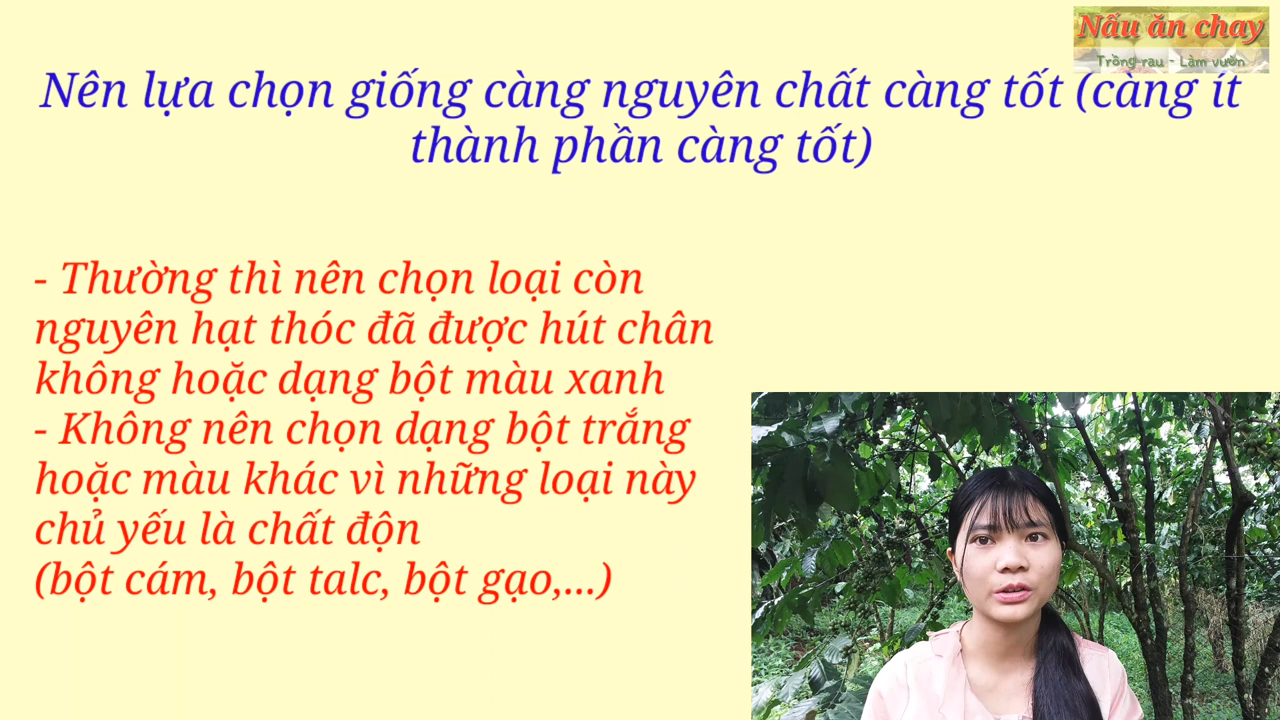 Nấu ăn chay
Trồng rau - Làm vườn
Nên lựa chọn giống càng nguyên chất càng tốt (càng ít
thành phần càng tốt)
- Thường thì nên chọn loại còn
nguyên hạt thóc đã được hút chân
không hoặc dạng bột màu xanh
- Không nên chọn dạng bột trắng
hoặc màu khác vì những loại này
chủ yếu là chất độn
(bột cám, bột talc, bột gạo,...)